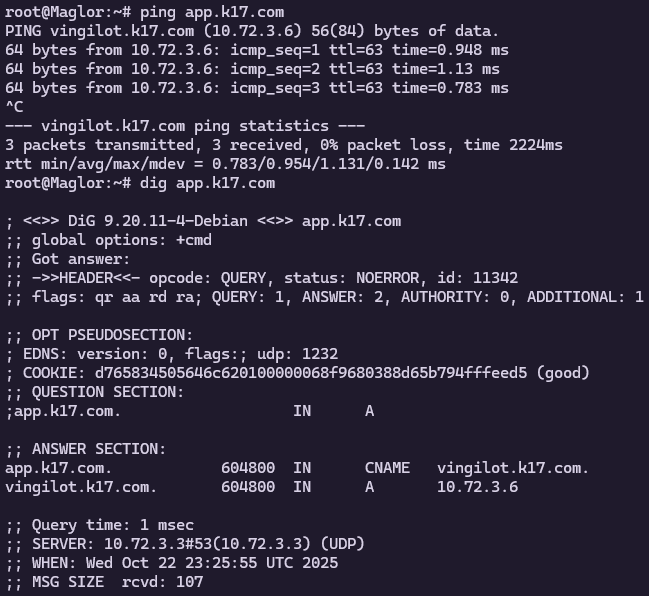 root@Maglor:~# ping app.k17.com
PING vingilot.k17.com (10.72.3.6) 56(84) bytes of data.
64 bytes from 10.72.3.6: icmp_seq=1 ttl=63 time=0.948 ms
64 bytes from 10.72.3.6: icmp_seq=2 ttl=63 time=1.13 ms
64 bytes from 10.72.3.6: icmp_seq=3 ttl=63 time=0.783 ms
^C
--- vingilot.k17.com ping statistics ---
3 packets transmitted, 3 received, 0% packet loss, time 2224ms
rtt min/avg/max/mdev = 0.783/0.954/1.131/0.142 ms
root@Maglor:~# dig app.k17.com

; <<>> DiG 9.20.11-4-Debian <<>> app.k17.com
;; global options: +cmd
;; Got answer:
;; ->>HEADER<<- opcode: QUERY, status: NOERROR, id: 11342
;; flags: qr aa rd ra; QUERY: 1, ANSWER: 2, AUTHORITY: 0, ADDITIONAL: 1

;; OPT PSEUDOSECTION:
; EDNS: version: 0, flags:; udp: 1232
; COOKIE: d765834505646c620100000068f9680388d65b794fffeed5 (good)
;; QUESTION SECTION:
;app.k17.com.                   IN      A

;; ANSWER SECTION:
app.k17.com.            604800  IN      CNAME   vingilot.k17.com.
vingilot.k17.com.       604800  IN      A       10.72.3.6

;; Query time: 1 msec
;; SERVER: 10.72.3.3#53(10.72.3.3) (UDP)
;; WHEN: Wed Oct 22 23:25:55 UTC 2025
;; MSG SIZE  rcvd: 107